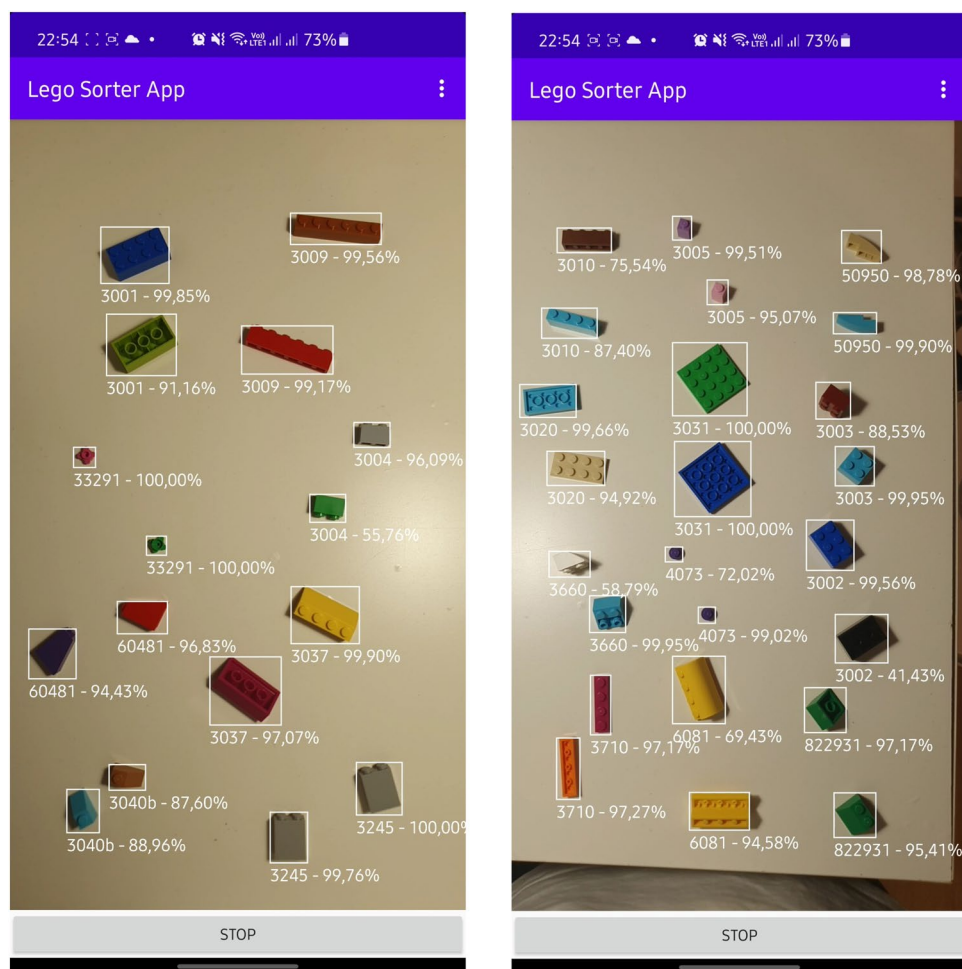 22:54 Vo) LTE1 73%
Lego Sorter App
3009 - 99,56%
3001 - 99,85%
3001 - 91,16%
3009 - 99,17%
3004 - 96,09%
33291 - 100,00%
3004 - 55,76%
33291 - 100,00%
60481 - 96,83%
3037 - 99,90%
60481 - 94,43%
3037 - 97,07%
3040b - 87,60%
3040b - 88,96%
3245 - 100,00%
3245 - 99,76%
STOP
22:54 Vo) LTE1 73%
Lego Sorter App
3010 - 75,54%
3005 - 99,51%
50950 - 98,78%
3005 - 95,07%
3010 - 87,40%
50950 - 99,90%
3020 - 99,66%
3031 - 100,00%
3003 - 88,53%
3020 - 94,92%
3003 - 99,95%
3031 - 100,00%
4073 - 72,02%
3002 - 99,56%
3660 - 58,79%
3660 - 99,95%
4073 - 99,02%
3002 - 41,43%
3710 - 97,17%
6081 - 69,43%
822931 - 97,17%
3710 - 97,27%
6081 - 94,58%
822931 - 95,41%
STOP